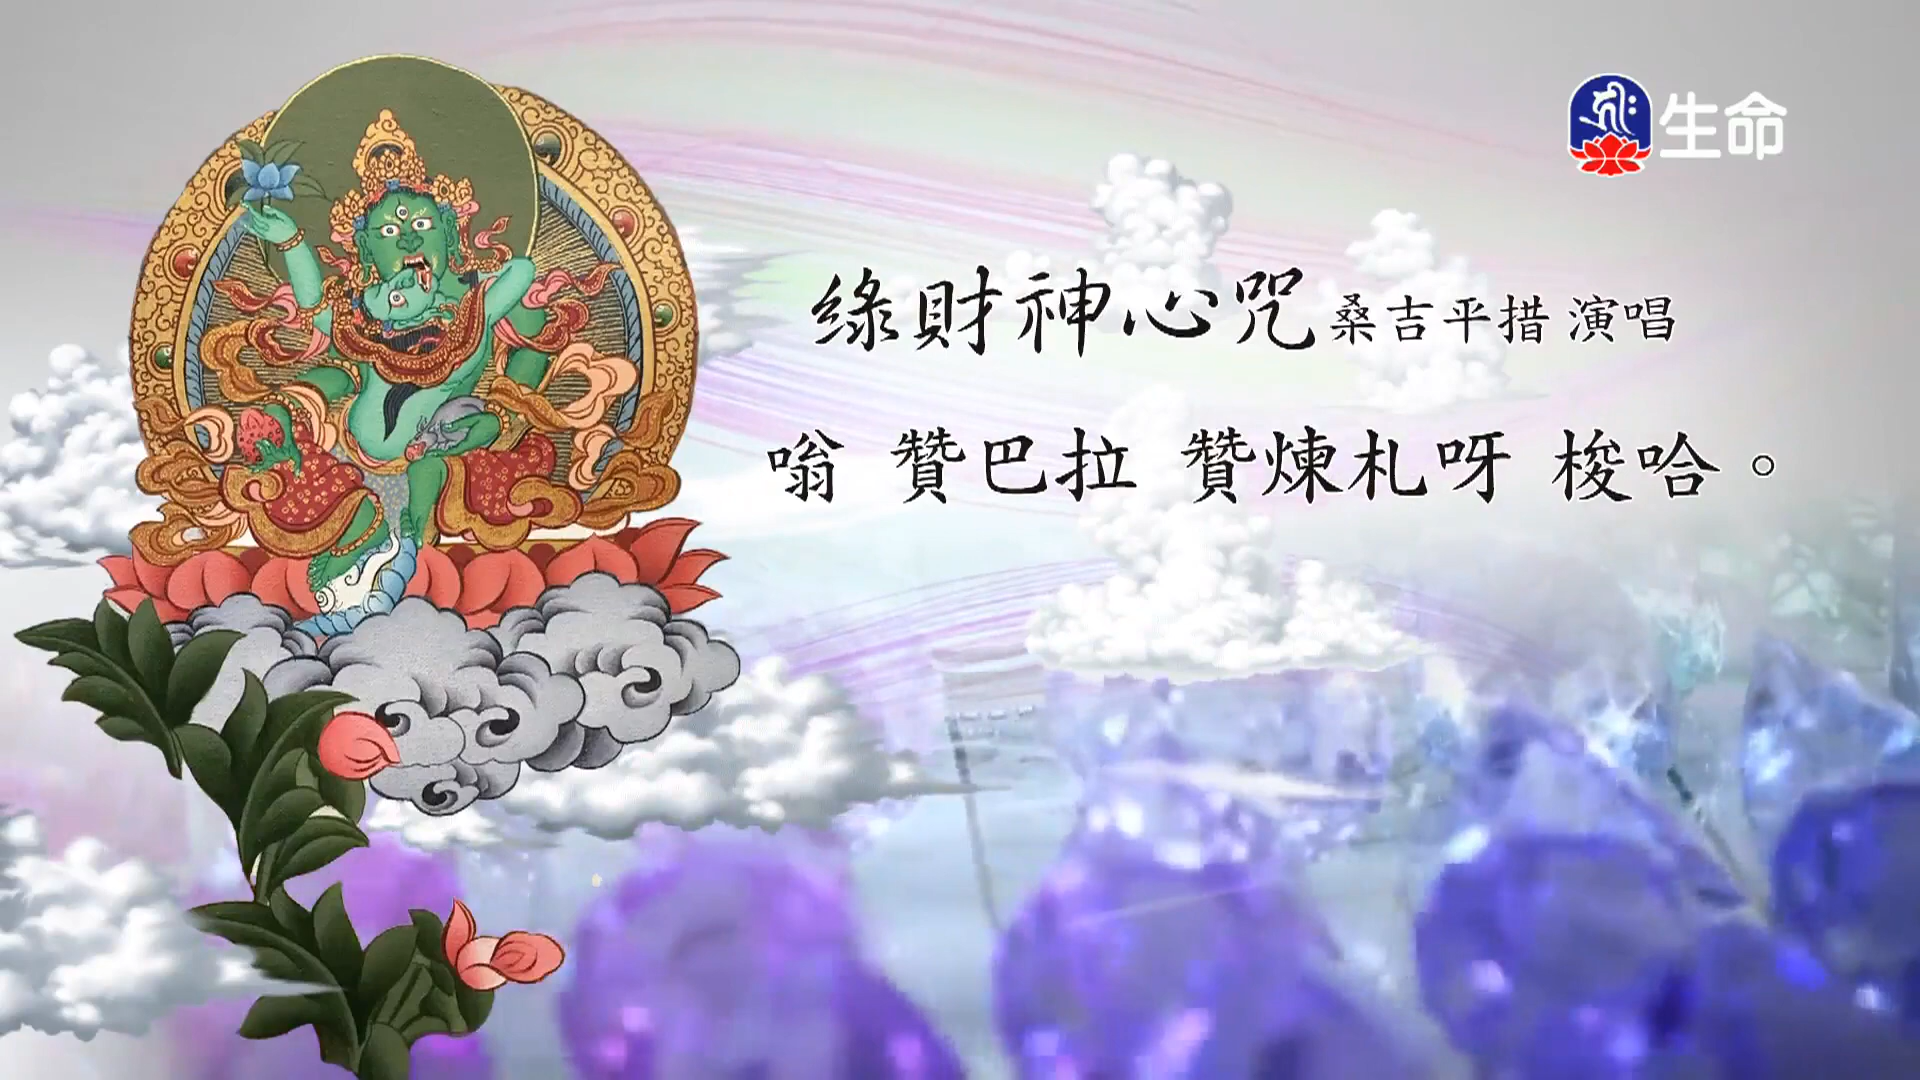 生命
綠財神心咒 桑吉平措 演唱
嗡 贊巴拉 贊煉札呀 梭哈。